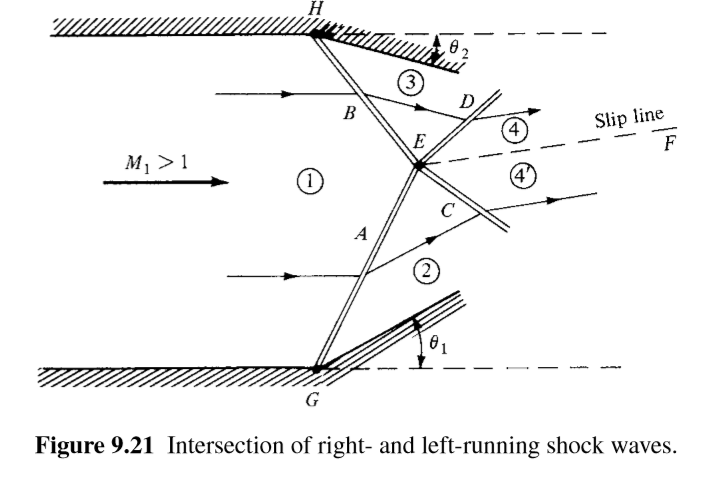 H
θ2
3
D
B
4
Slip line
E
F
M1 > 1
4′
1
C
A
2
θ1
G
Figure 9.21 Intersection of right- and left-running shock waves.